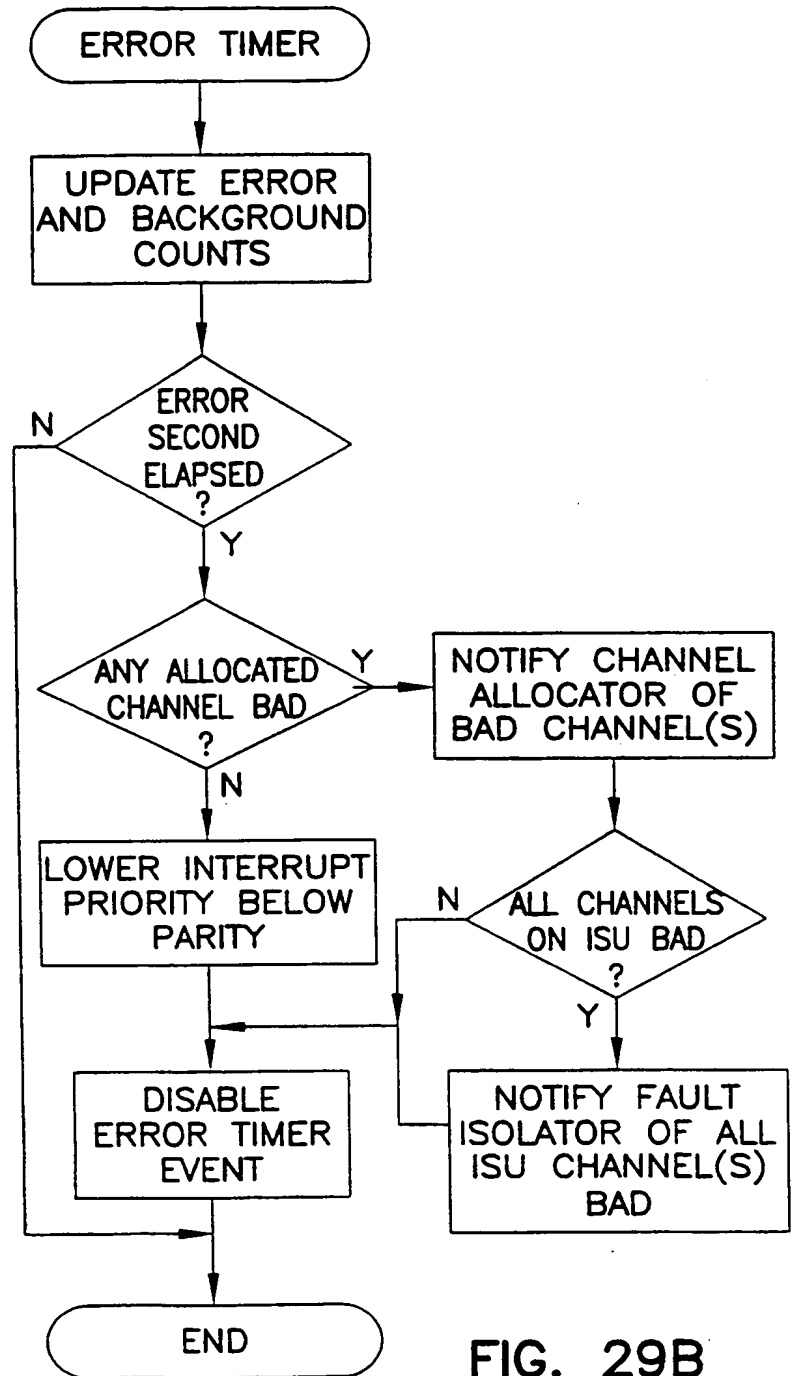 ERROR TIMER
UPDATE ERROR
AND BACKGROUND
COUNTS
ERROR
SECOND
ELAPSED
?
N
Y
ANY ALLOCATED
CHANNEL BAD
?
Y
N
NOTIFY CHANNEL
ALLOCATOR OF
BAD CHANNEL(S)
LOWER INTERRUPT
PRIORITY BELOW
PARITY
ALL CHANNELS
ON ISU BAD
?
N
Y
DISABLE
ERROR TIMER
EVENT
NOTIFY FAULT
ISOLATOR OF ALL
ISU CHANNEL(S)
BAD
END
FIG. 29B